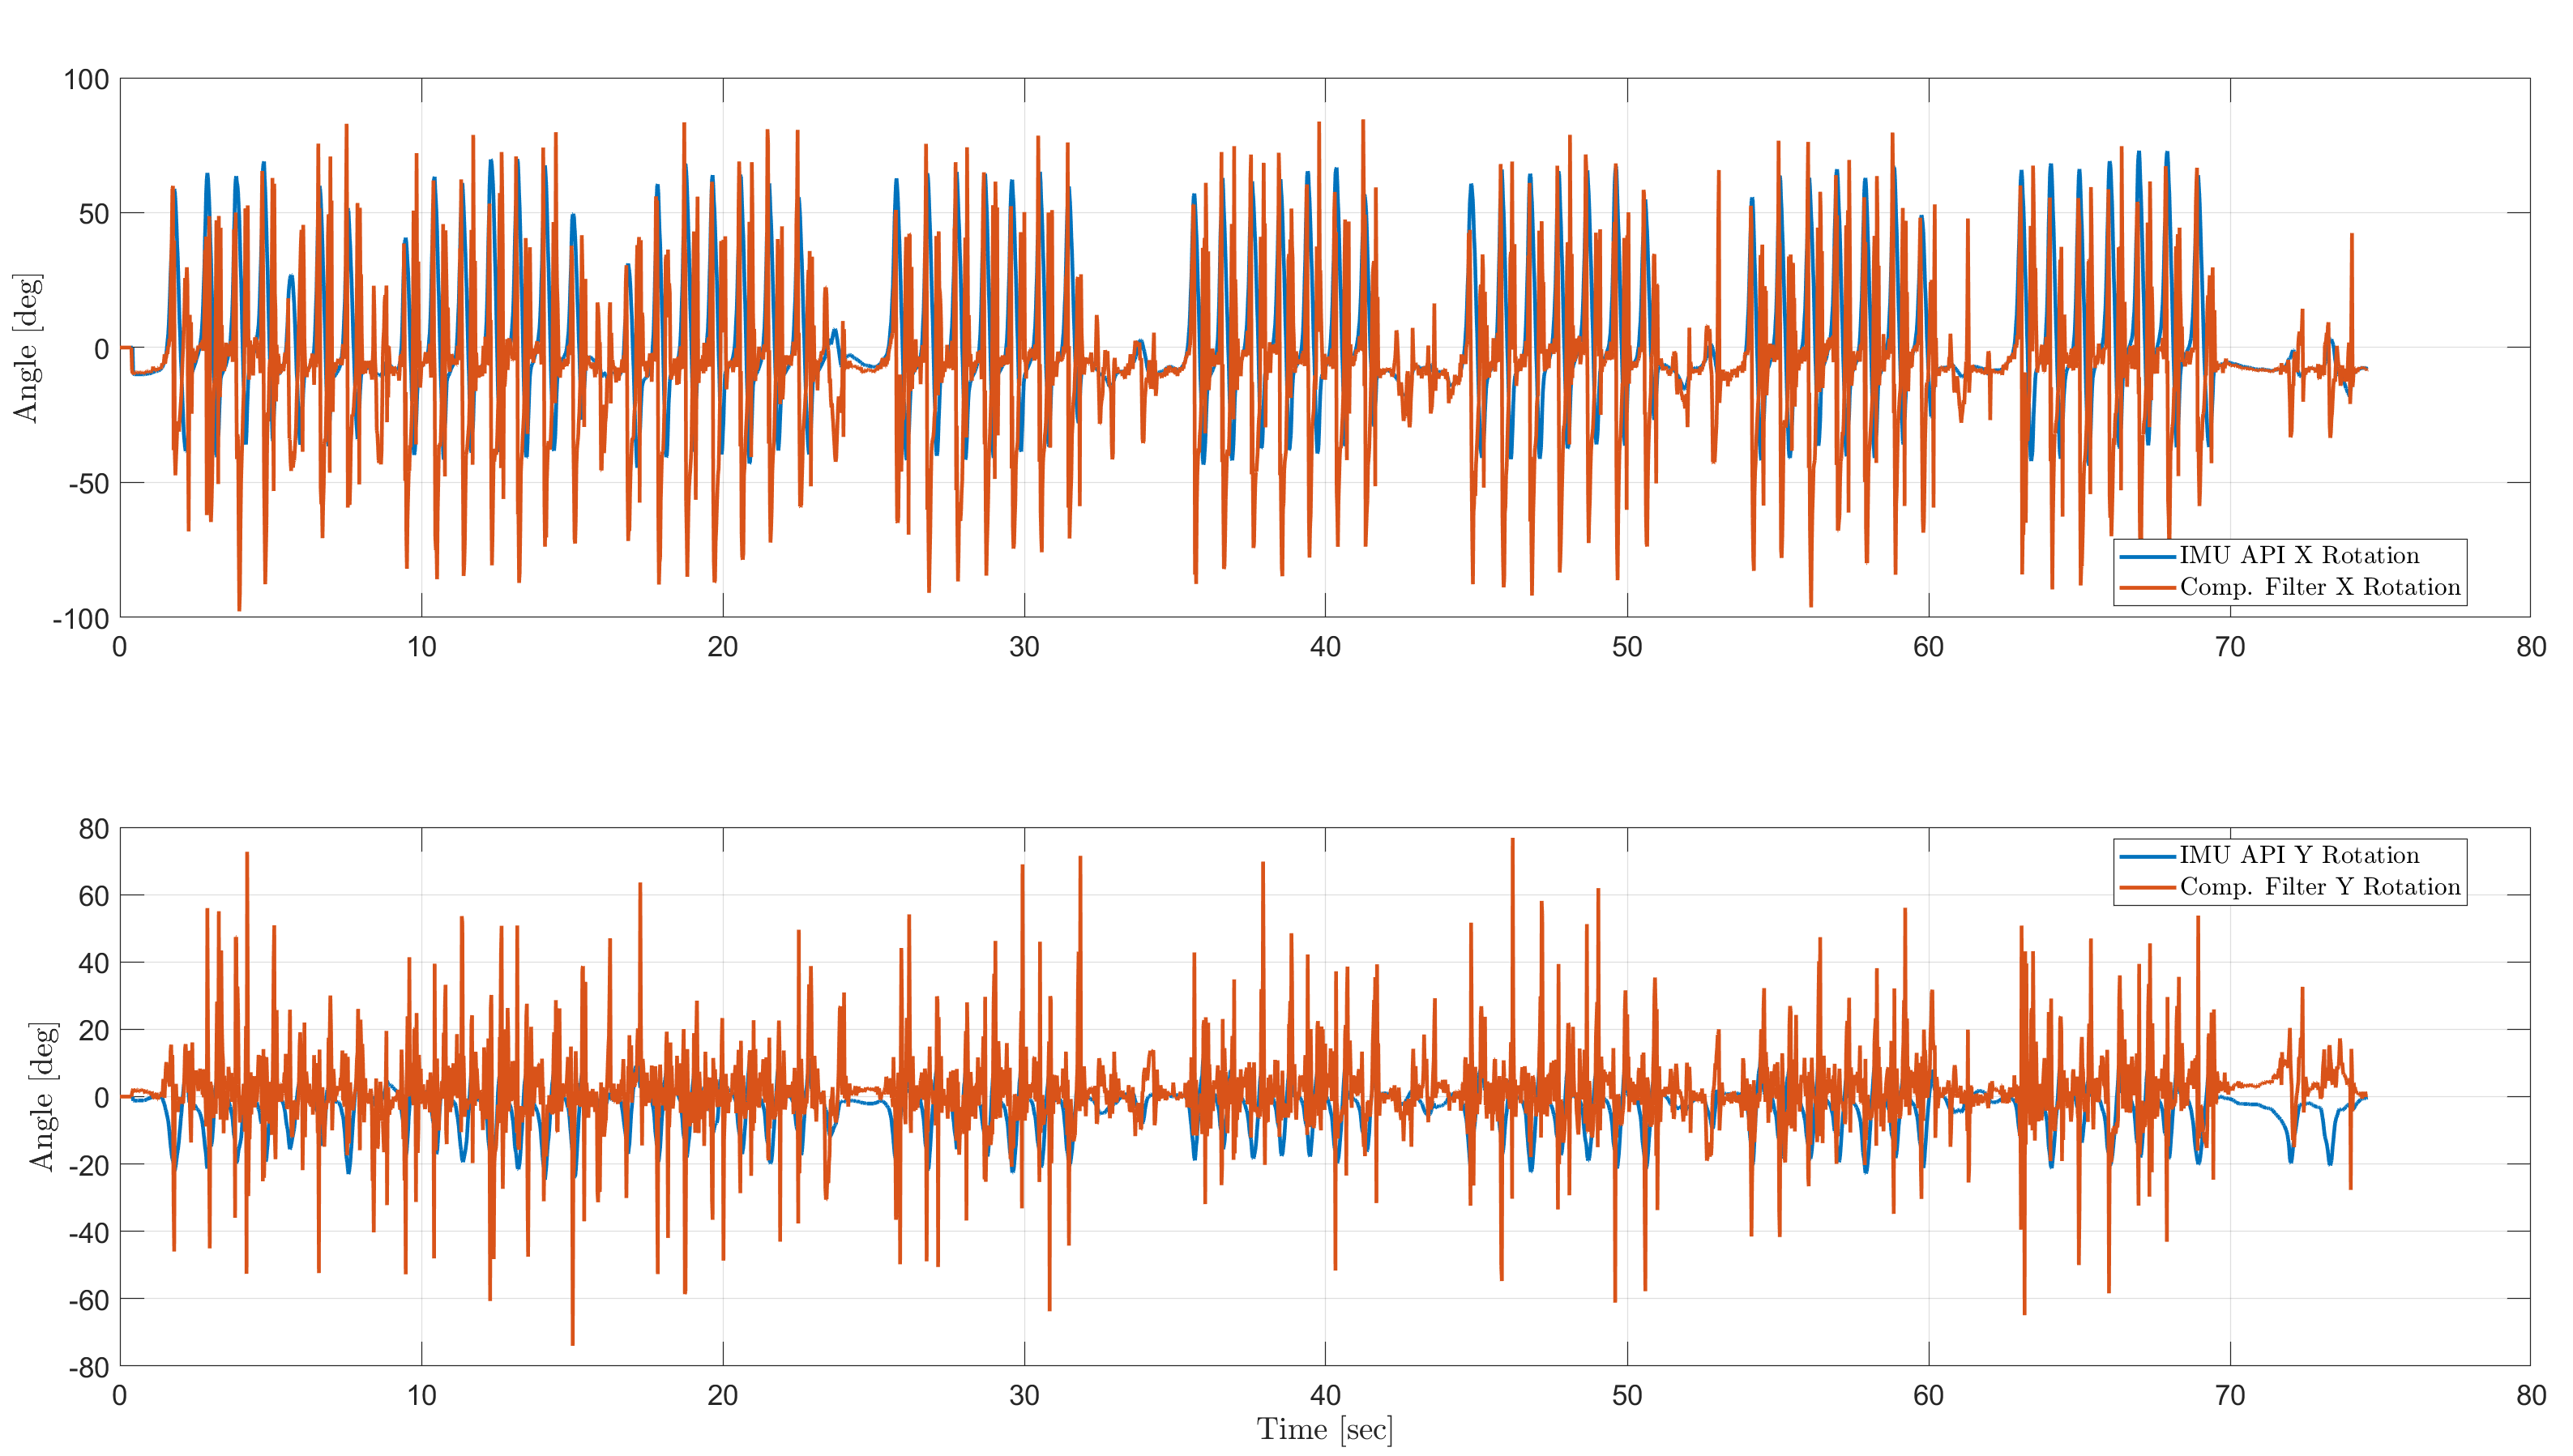 100
50
0
-50
-100
Angle [deg]
IMU API X Rotation
Comp. Filter X Rotation
0 10 20 30 40 50 60 70 80
80
60
40
20
0
-20
-40
-60
-80
Angle [deg]
IMU API Y Rotation
Comp. Filter Y Rotation
0 10 20 30 40 50 60 70 80
Time [sec]